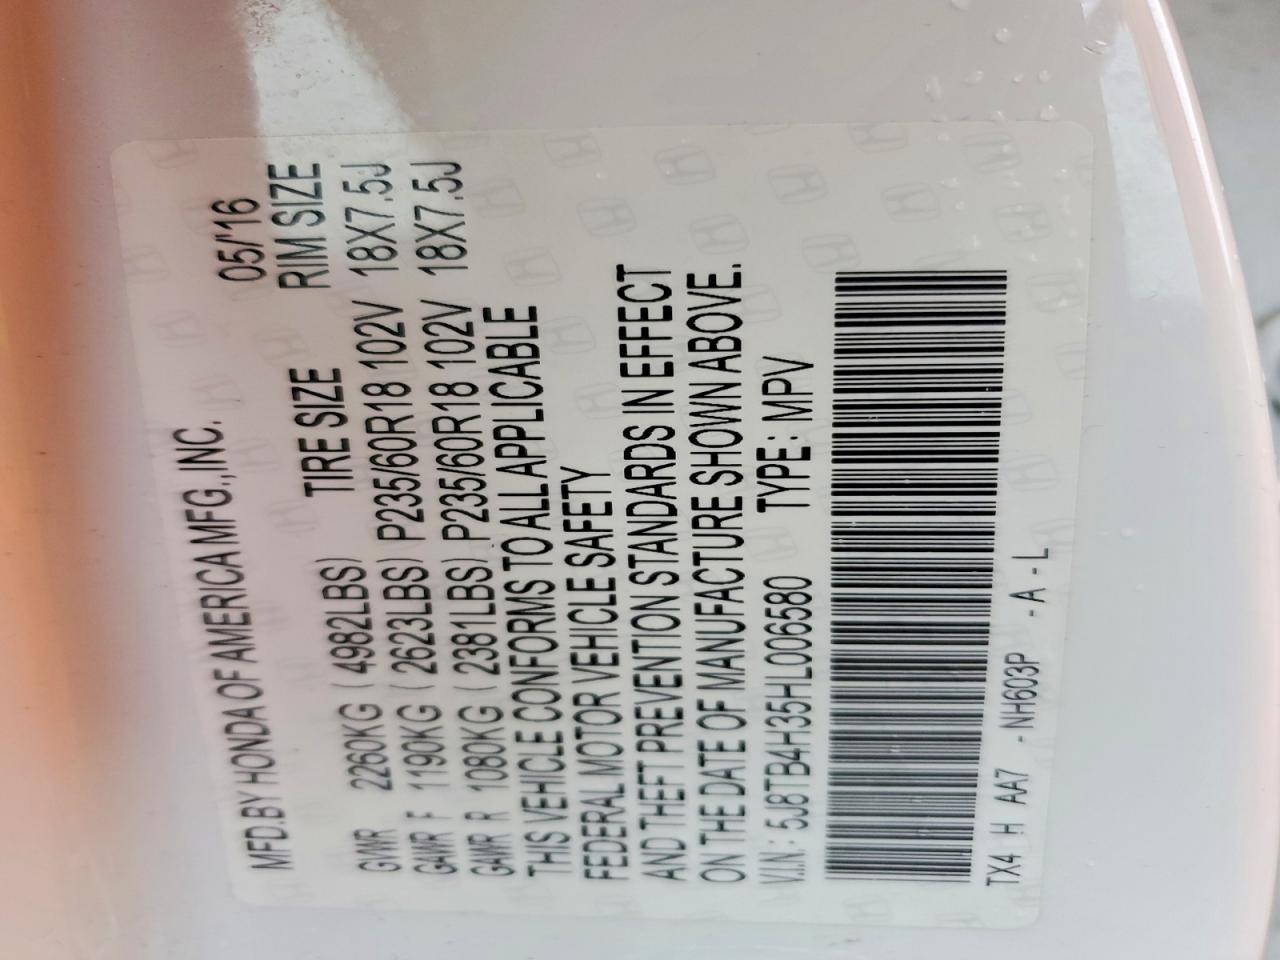 MFD.BY HONDA OF AMERICA MFG.,INC. 05/'16
TIRE SIZE RIM SIZE
GVWR 2260KG ( 4982LBS)
GAWR F 1190KG ( 2623LBS) P235/60R18 102V 18X7.5J
GAWR R 1080KG ( 2381LBS) P235/60R18 102V 18X7.5J
THIS VEHICLE CONFORMS TO ALL APPLICABLE
FEDERAL MOTOR VEHICLE SAFETY
AND THEFT PREVENTION STANDARDS IN EFFECT
ON THE DATE OF MANUFACTURE SHOWN ABOVE.
V.I.N.: 5J8TB4H35HL006580 TYPE: MPV
TX4 H AA7 - NH603P - A - L